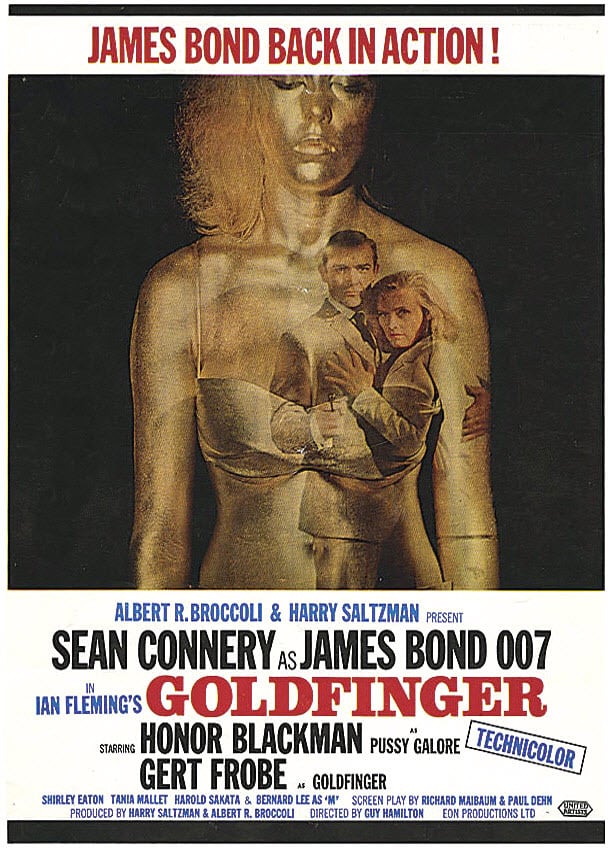 JAMES BOND BACK IN ACTION!
ALBERT R. BROCCOLI & HARRY SALTZMAN PRESENT
SEAN CONNERY AS JAMES BOND 007
IN IAN FLEMING'S GOLDFINGER
STARRING HONOR BLACKMAN AS PUSSY GALORE
TECHNICOLOR
GERT FROBE AS GOLDFINGER
SHIRLEY EATON TANIA MALLET HAROLD SAKATA & BERNARD LEE AS 'M' SCREEN PLAY BY RICHARD MAIBAUM & PAUL DEHN
PRODUCED BY HARRY SALTZMAN & ALBERT R. BROCCOLI DIRECTED BY GUY HAMILTON EON PRODUCTIONS LTD
UNITED ARTISTS